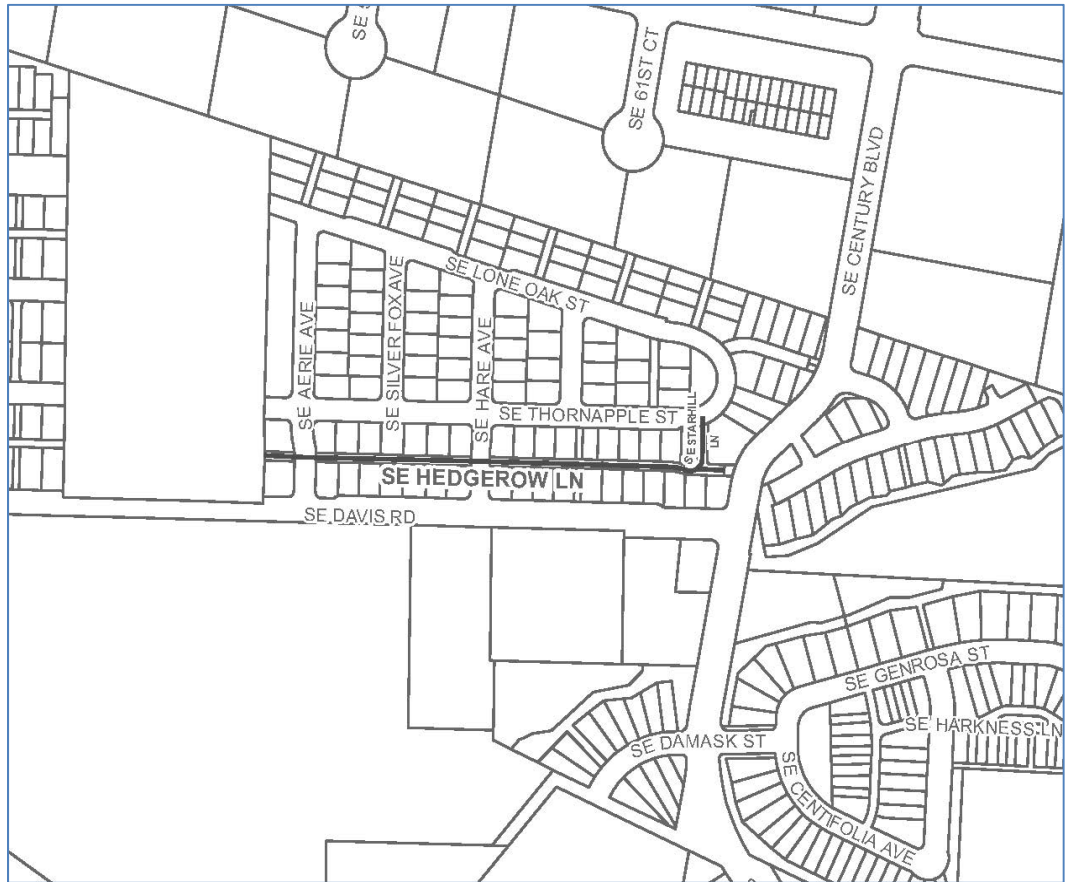 SE S
SE 61ST CT
SE CENTURY BLVD
SE LONE OAK ST
SE AERIE AVE
SE SILVER FOX AVE
SE HARE AVE
SE THORNAPPLE ST
SE STARHILL
LN
SE HEDGEROW LN
SE DAVIS RD
SE GENROSA ST
SE HARKNESS LN
SE DAMASK ST
SE CENTIFOLIA AVE